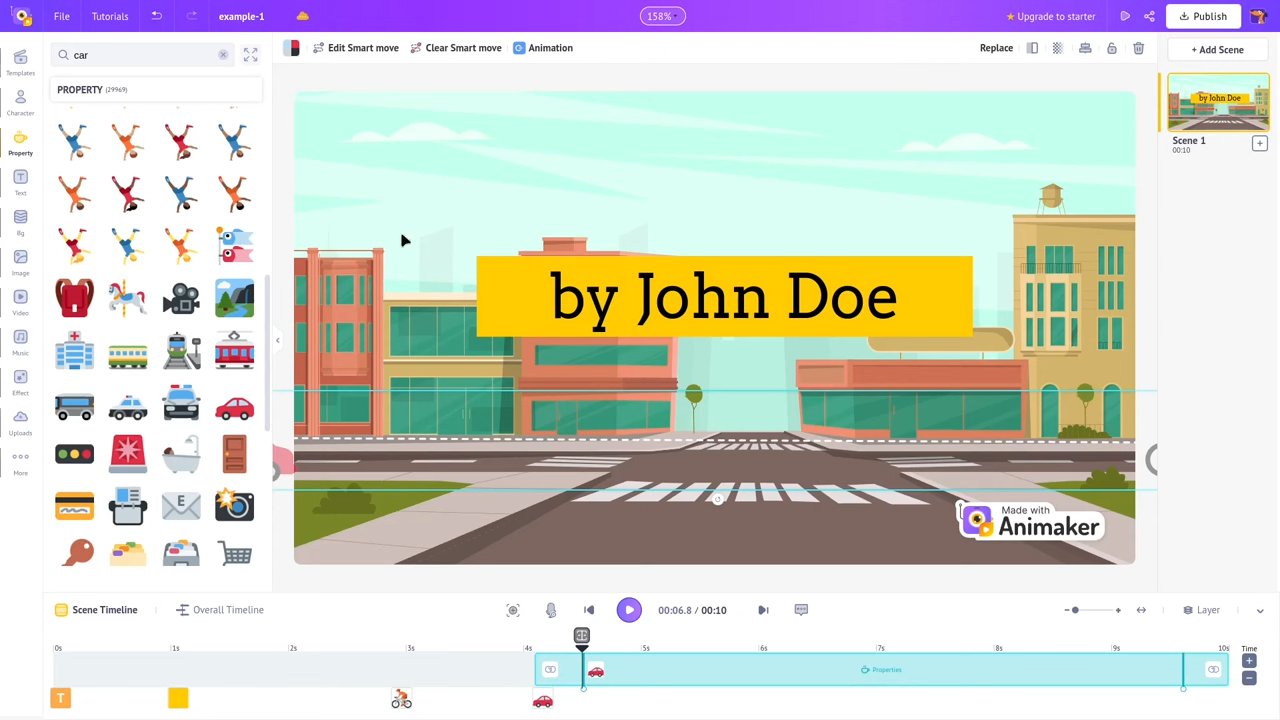 File
Tutorials
example-1
158%
Upgrade to starter
Publish
Templates
Character
Property
Text
Bg
Image
Video
Music
Effect
Uploads
More
car
PROPERTY (29969)
Edit Smart move
Clear Smart move
Animation
Replace
+ Add Scene
by John Doe
Scene 1
00:10
by John Doe
E
Made with
Animaker
Scene Timeline
Overall Timeline
00:06.8 / 00:10
Layer
0s 1s 2s 3s 4s 5s 6s 7s 8s 9s 10s
Time
Properties
T